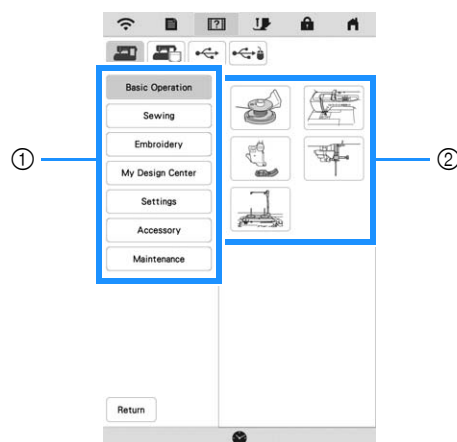 Basic Operation
Sewing
Embroidery
My Design Center
Settings
Accessory
Maintenance
Return
①
②